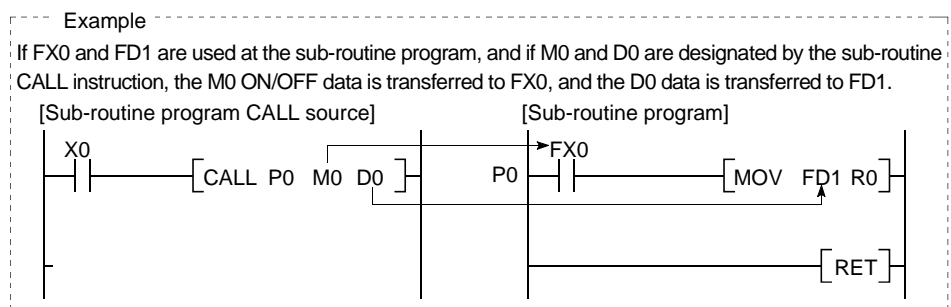 Example
If FX0 and FD1 are used at the sub-routine program, and if M0 and D0 are designated by the sub-routine
CALL instruction, the M0 ON/OFF data is transferred to FX0, and the D0 data is transferred to FD1.
[Sub-routine program CALL source] [Sub-routine program]
X0 FX0
CALL P0 M0 D0 P0 MOV FD1 R0
RET